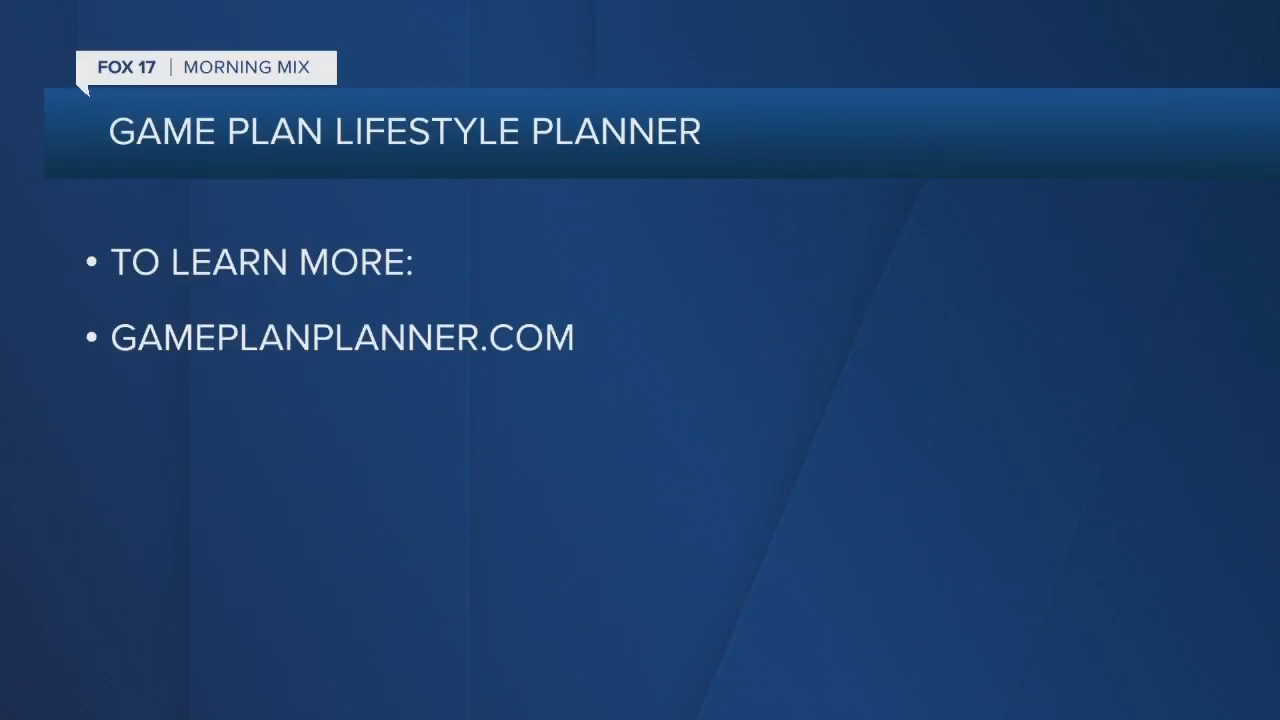 FOX 17 | MORNING MIX
GAME PLAN LIFESTYLE PLANNER
• TO LEARN MORE:
• GAMEPLANPLANNER.COM